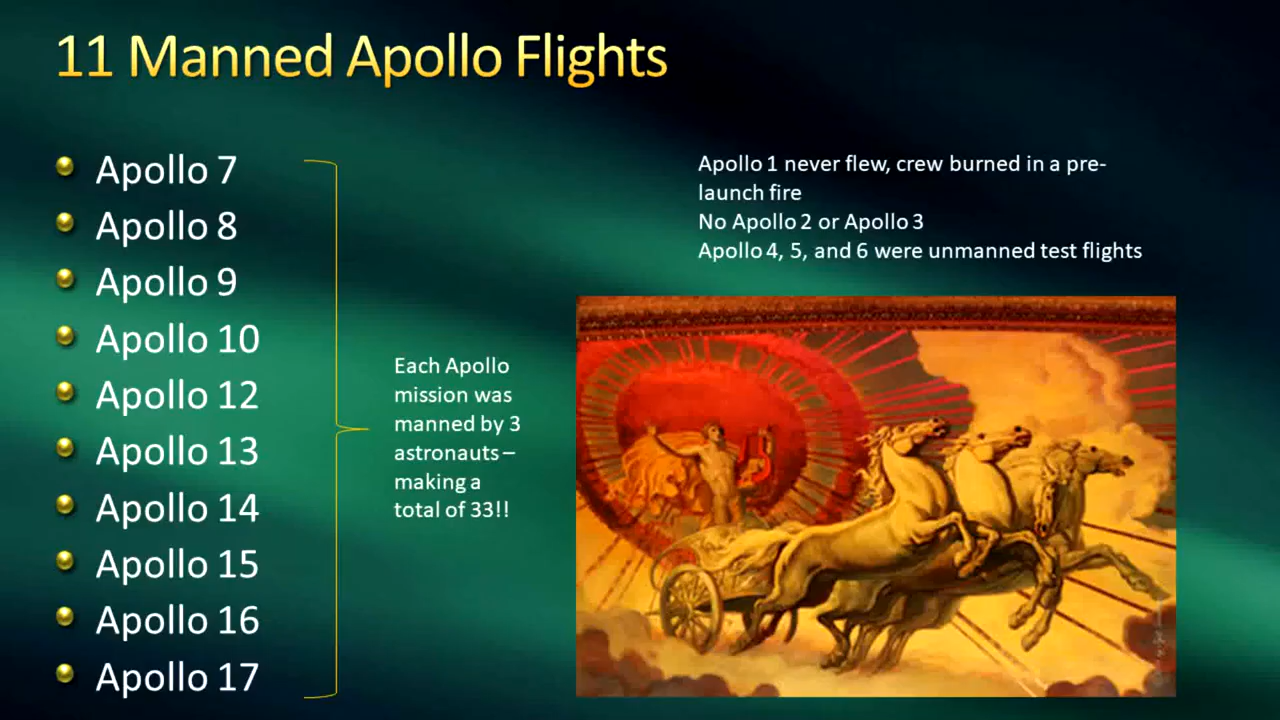 11 Manned Apollo Flights
Apollo 7
Apollo 8
Apollo 9
Apollo 10
Apollo 12
Apollo 13
Apollo 14
Apollo 15
Apollo 16
Apollo 17
Each Apollo
mission was
manned by 3
astronauts –
making a
total of 33!!
Apollo 1 never flew, crew burned in a pre-
launch fire
No Apollo 2 or Apollo 3
Apollo 4, 5, and 6 were unmanned test flights